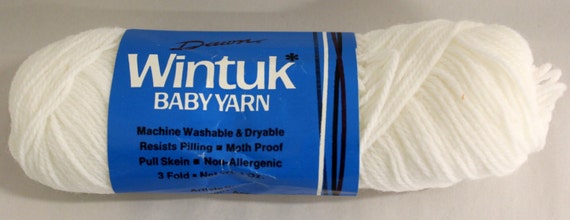 Dawn
Wintuk*
BABY YARN
Machine Washable & Dryable
Resists Pilling ■ Moth Proof
Pull Skein ■ Non-Allergenic
3 Fold ■